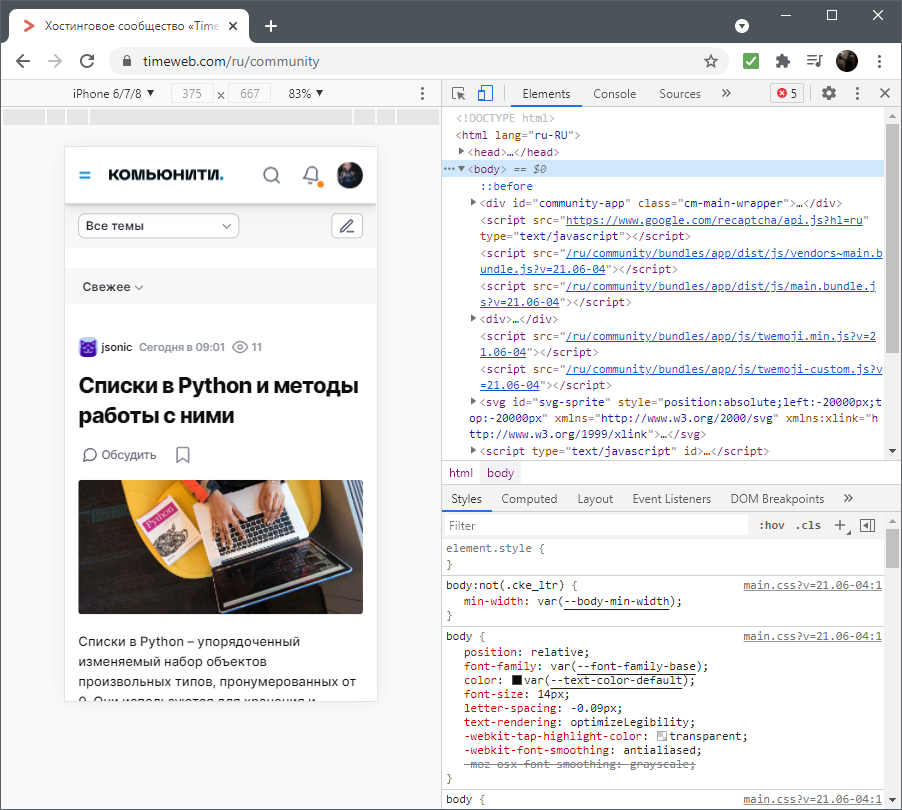 Хостинговое сообщество «Time
timeweb.com/ru/community
iPhone 6/7/8 ▼ 375 x 667 83% ▼
Elements Console Sources » 5
КОМЬЮНИТИ.
Все темы
Свежее
jsonic Сегодня в 09:01 11
Списки в Python и методы
работы с ними
Обсудить
Python
Списки в Python – упорядоченный
изменяемый набор объектов
произвольных типов, пронумерованных от
0. Они используются для хранения и
<!DOCTYPE html>
<html lang="ru-RU">
<head>…</head>
<body> == $0
::before
<div id="community-app" class="cm-main-wrapper">…</div>
<script src="https://www.google.com/recaptcha/api.js?hl=ru"
type="text/javascript"></script>
<script src="/ru/community/bundles/app/dist/js/vendors~main.b
undle.js?v=21.06-04"></script>
<script src="/ru/community/bundles/app/dist/js/main.bundle.j
s?v=21.06-04"></script>
<div>…</div>
<script src="/ru/community/bundles/app/js/twemoji.min.js?v=2
1.06-04"></script>
<script src="/ru/community/bundles/app/js/twemoji-custom.js?v
=21.06-04"></script>
<svg id="svg-sprite" style="position:absolute;left:-20000px;t
op:-20000px" xmlns="http://www.w3.org/2000/svg" xmlns:xlink="h
ttp://www.w3.org/1999/xlink">…</svg>
<script type="text/javascript" id>…</script>
html body
Styles Computed Layout Event Listeners DOM Breakpoints »
Filter :hov .cls +
element.style {
}
body:not(.cke_ltr) { main.css?v=21.06-04:1
min-width: var(--body-min-width);
}
body { main.css?v=21.06-04:1
position: relative;
font-family: var(--font-family-base);
color: var(--text-color-default);
font-size: 14px;
letter-spacing: -0.09px;
text-rendering: optimizeLegibility;
-webkit-tap-highlight-color: transparent;
-webkit-font-smoothing: antialiased;
-moz-osx-font-smoothing: grayscale;
}
body { main.css?v=21.06-04:1